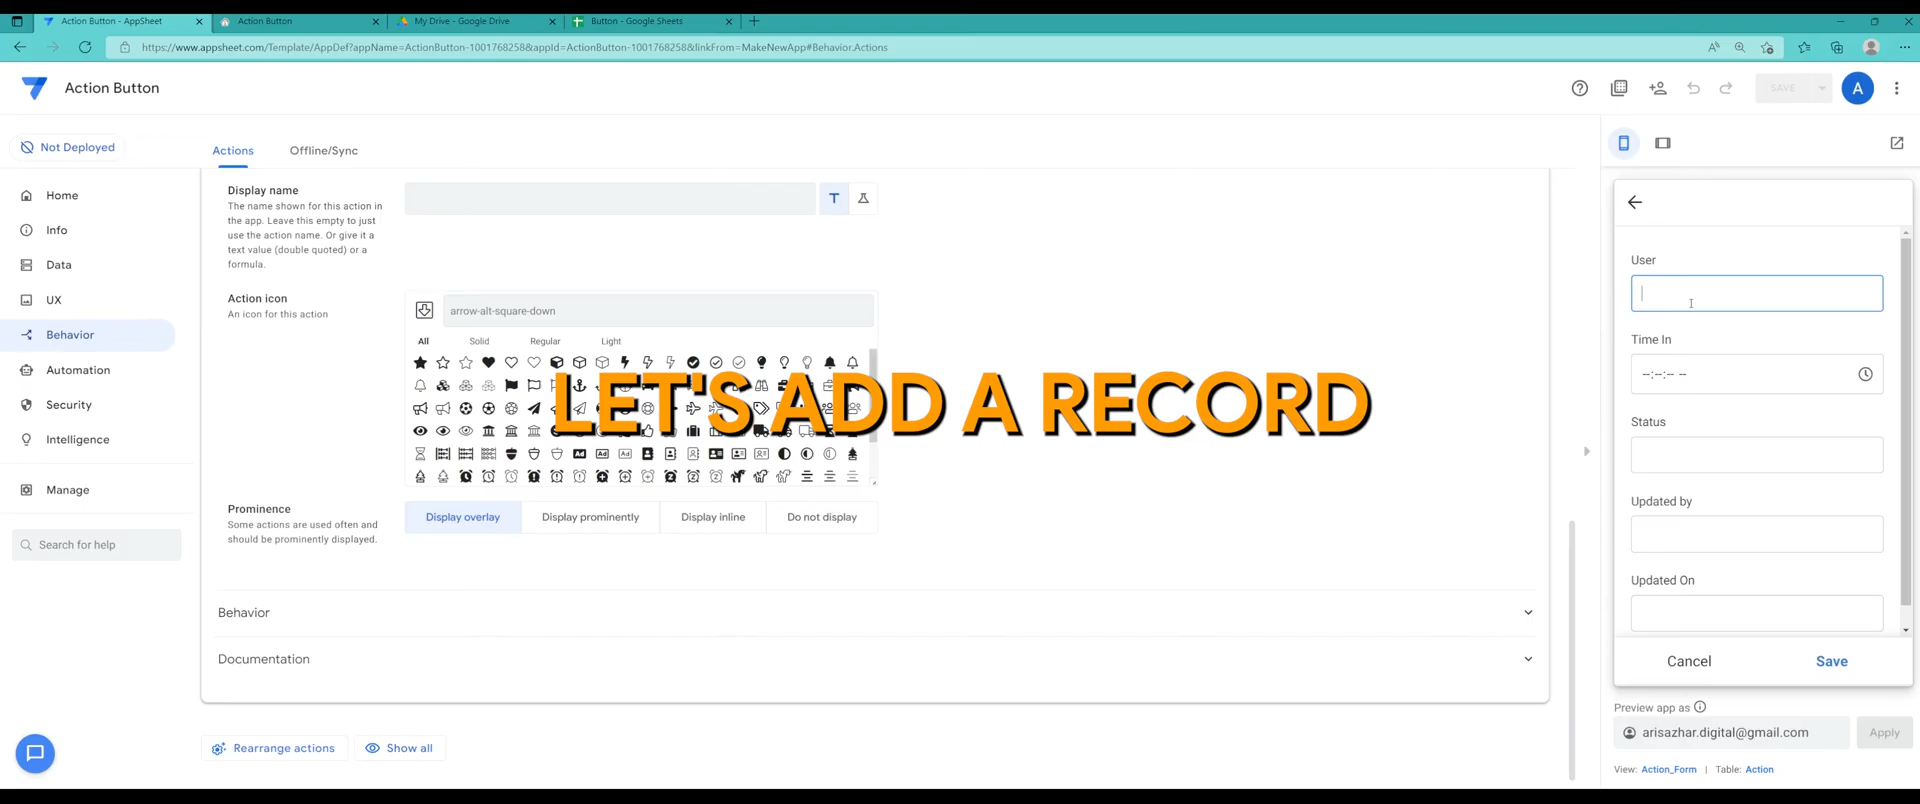 Action Button - AppSheet
Action Button
My Drive - Google Drive
Button - Google Sheets
https://www.appsheet.com/Template/AppDef?appName=ActionButton-1001768258&appId=ActionButton-1001768258&linkFrom=MakeNewApp#Behavior.Actions
Action Button
SAVE
A
Not Deployed
Home
Info
Data
UX
Behavior
Automation
Security
Intelligence
Manage
Search for help
Actions
Offline/Sync
Display name
The name shown for this action in
the app. Leave this empty to just
use the action name. Or give it a
text value (double quoted) or a
formula.
T
Action icon
An icon for this action
arrow-alt-square-down
All
Solid
Regular
Light
LET'S ADD A RECORD
Prominence
Some actions are used often and
should be prominently displayed.
Display overlay
Display prominently
Display inline
Do not display
Behavior
Documentation
Rearrange actions
Show all
User
Time In
--:--:-- --
Status
Updated by
Updated On
Cancel
Save
Preview app as
arisazhar.digital@gmail.com
Apply
View: Action_Form | Table: Action